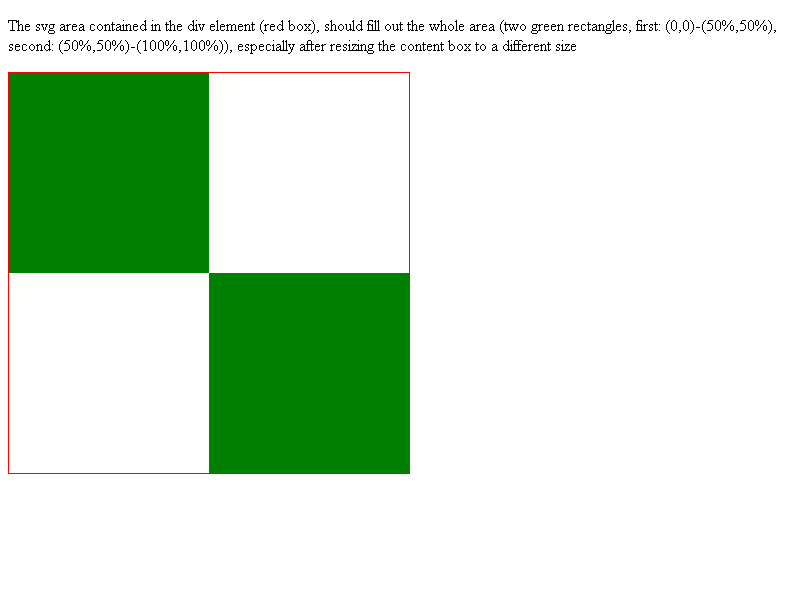 The svg area contained in the div element (red box), should fill out the whole area (two green rectangles, first: (0,0)-(50%,50%),
second: (50%,50%)-(100%,100%)), especially after resizing the content box to a different size